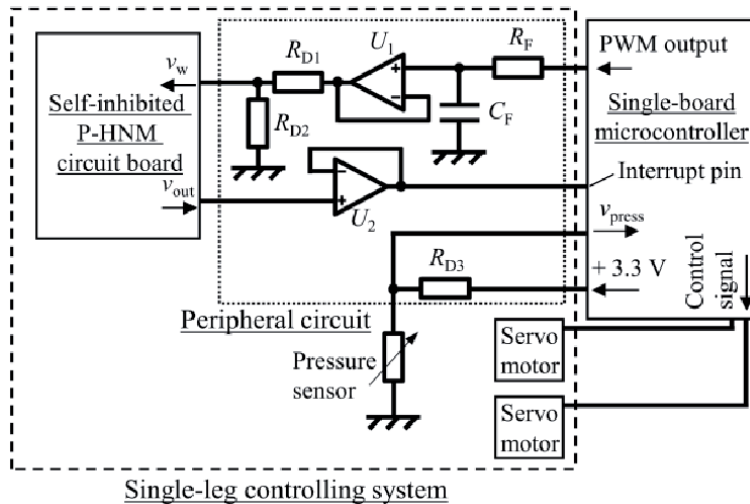 R_D1
U_1
R_F
PWM output
v_w
Self-inhibited
P-HNM
circuit board
R_D2
C_F
Single-board
microcontroller
v_out
U_2
Interrupt pin
v_press
R_D3
+ 3.3 V
Control
signal
Peripheral circuit
Pressure
sensor
Servo
motor
Servo
motor
Single-leg controlling system